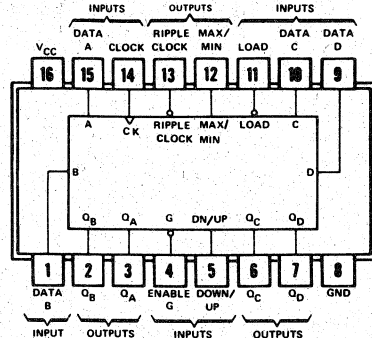 INPUTS OUTPUTS INPUTS
DATA RIPPLE MAX/ DATA DATA
VCC A CLOCK CLOCK MIN LOAD C D
16 15 14 13 12 11 10 9
A CK RIPPLE CLOCK MAX/ MIN LOAD C
B D
QB QA G DN/UP QC QD
1 2 3 4 5 6 7 8
DATA B QB QA ENABLE G DOWN/ UP QC QD GND
INPUT OUTPUTS INPUTS OUTPUTS